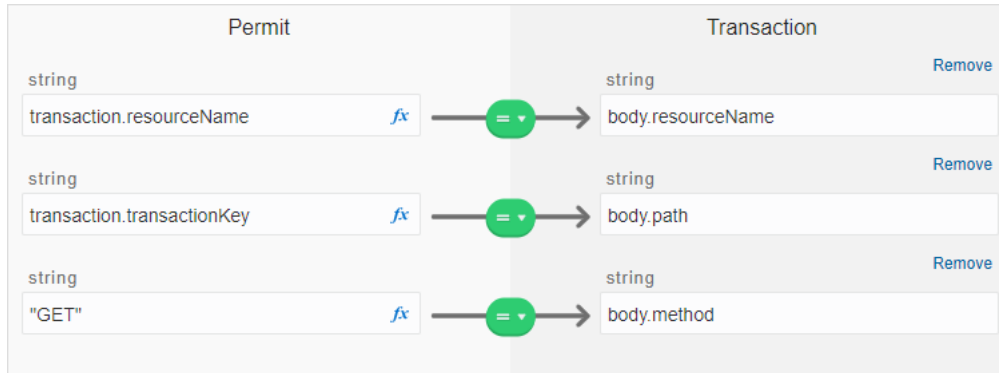 Permit Transaction
Remove
string string
transaction.resourceName fx = body.resourceName
Remove
string string
transaction.transactionKey fx = body.path
Remove
string string
"GET" fx = body.method